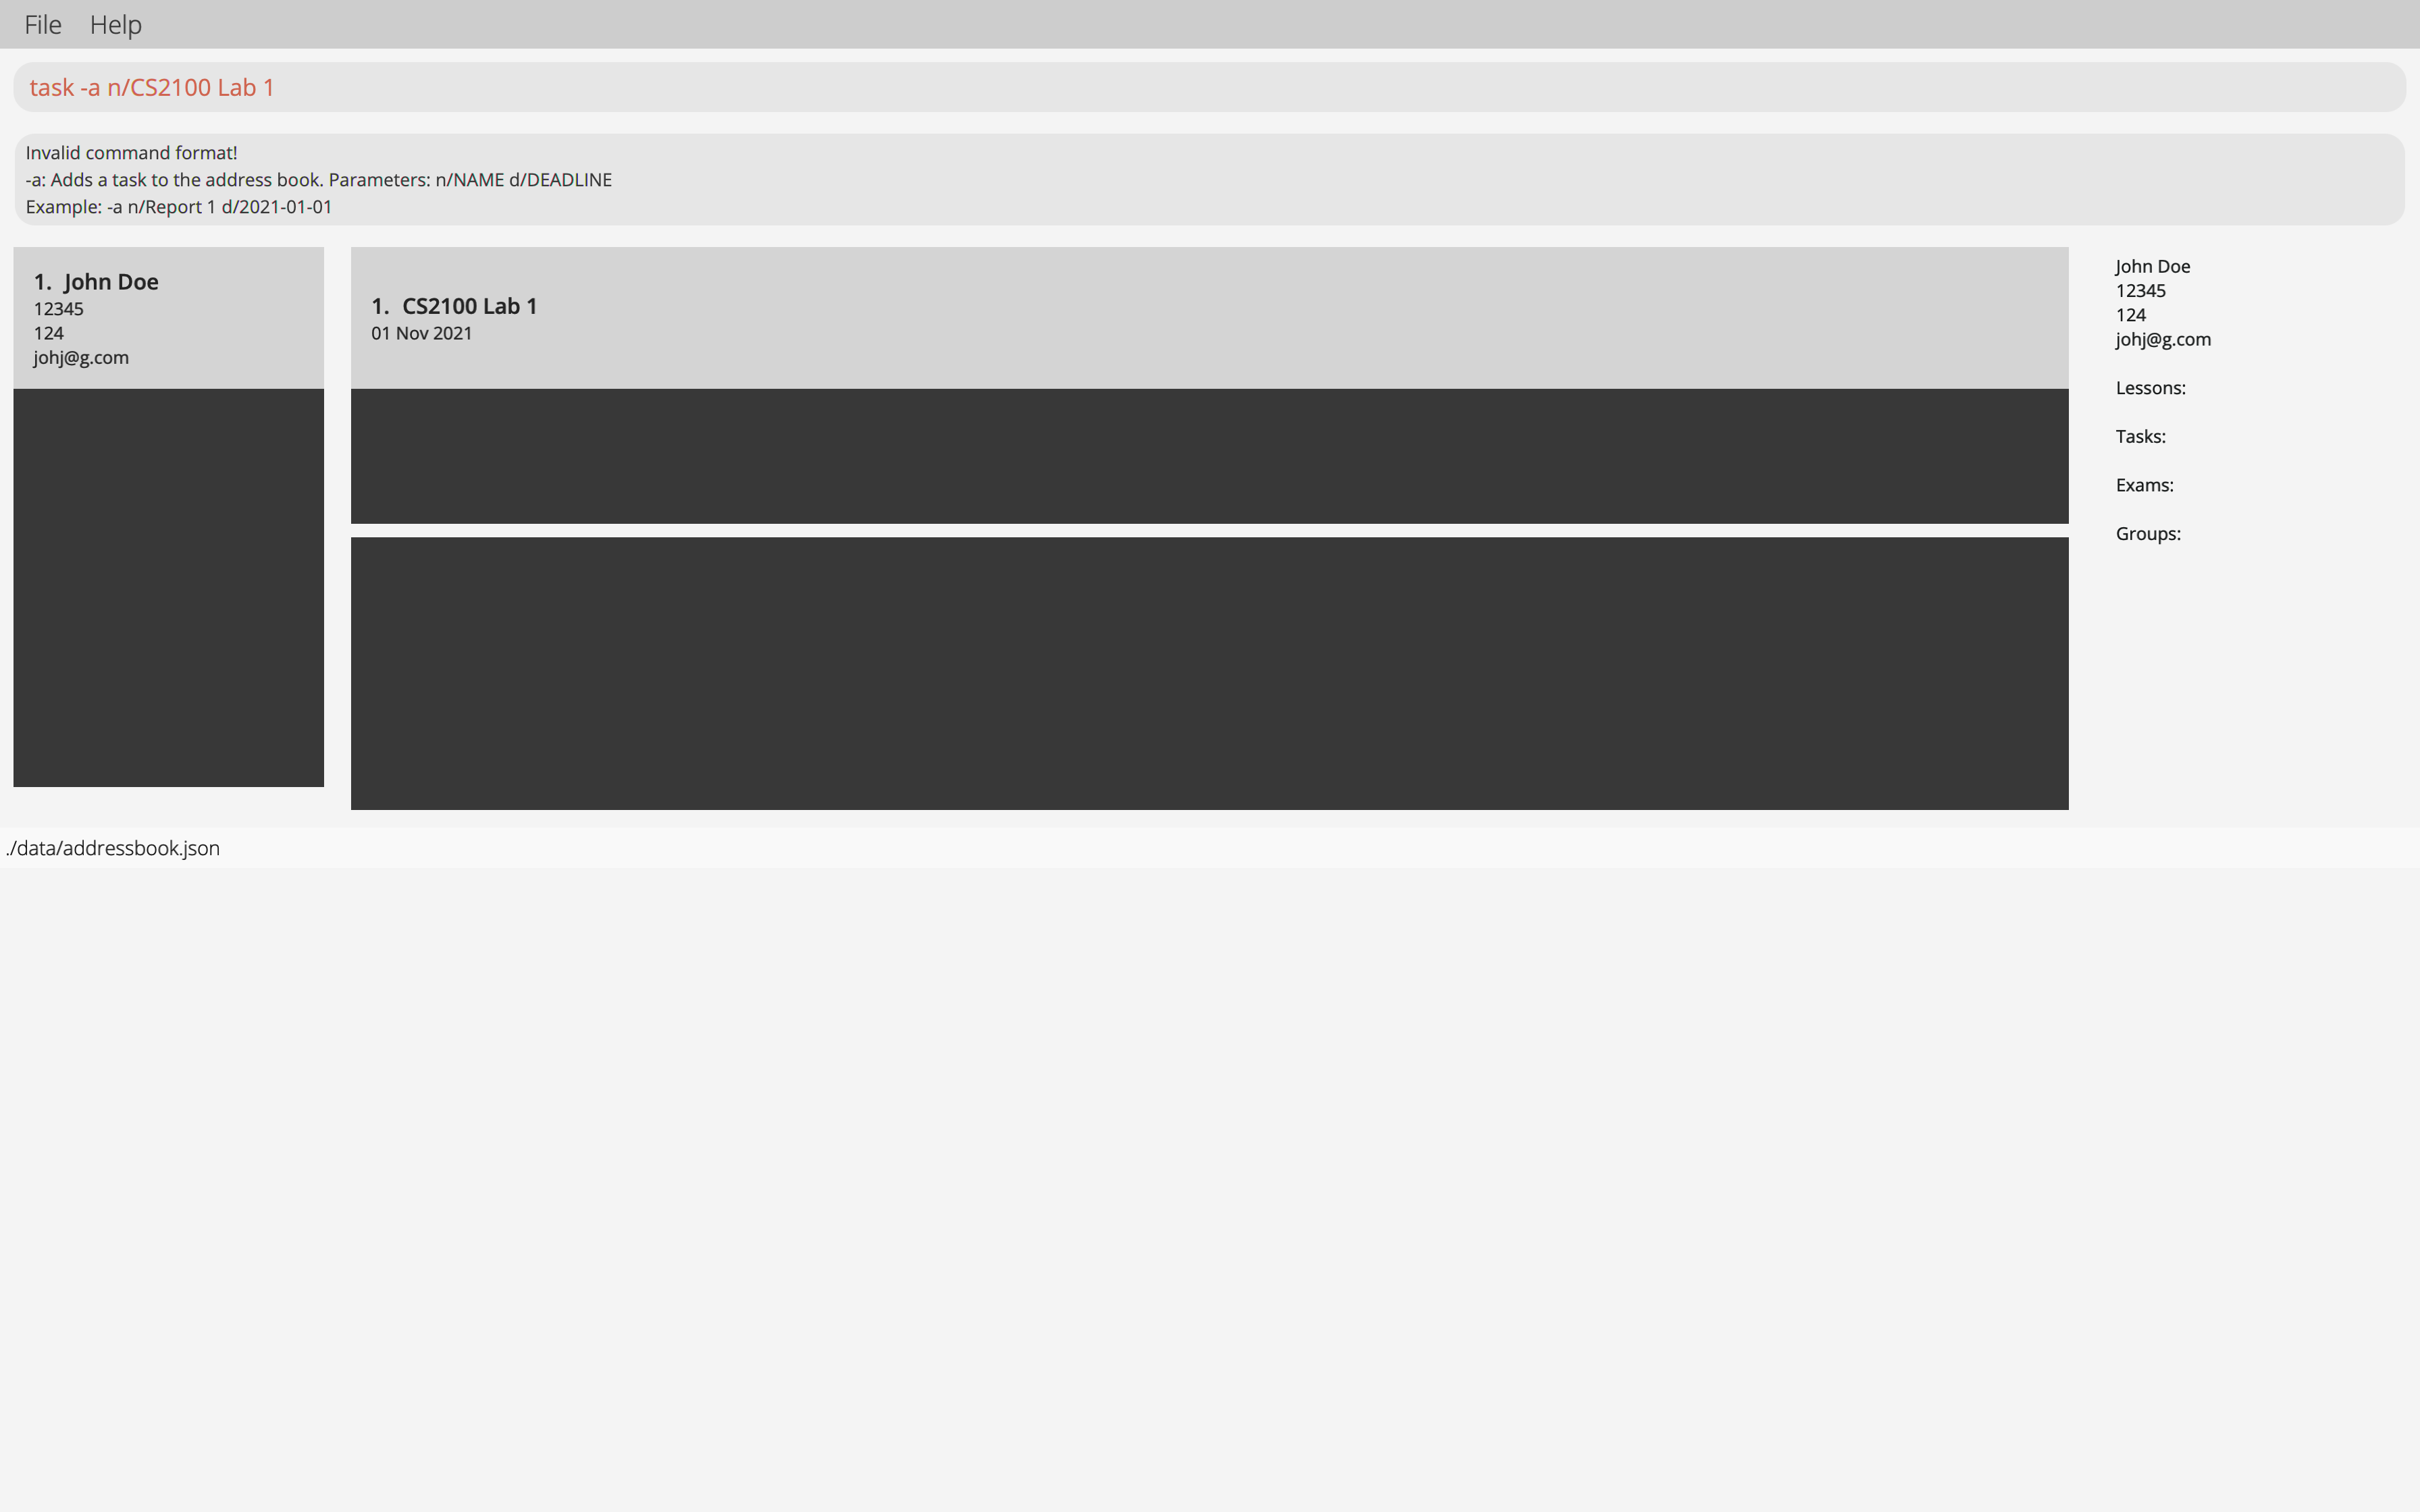 File Help
task -a n/CS2100 Lab 1
Invalid command format!
-a: Adds a task to the address book. Parameters: n/NAME d/DEADLINE
Example: -a n/Report 1 d/2021-01-01
1. John Doe
12345
124
johj@g.com
1. CS2100 Lab 1
01 Nov 2021
John Doe
12345
124
johj@g.com
Lessons:
Tasks:
Exams:
Groups:
./data/addressbook.json